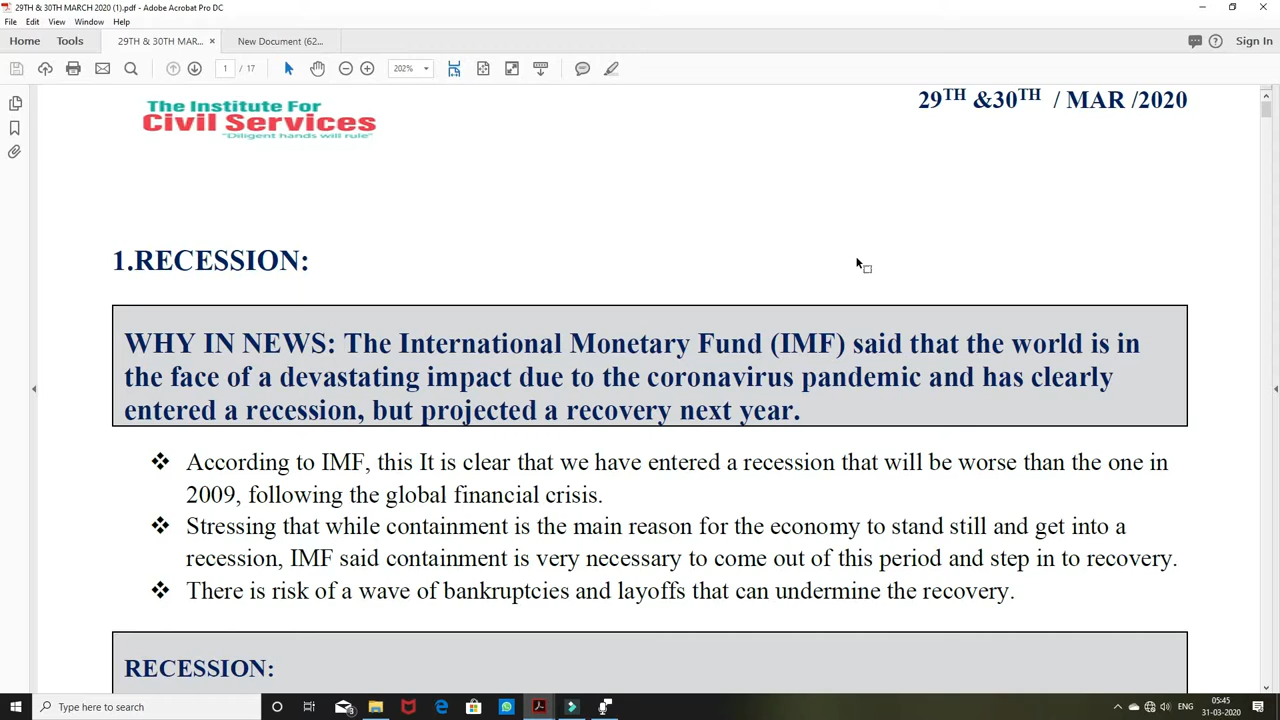 29TH & 30TH MARCH 2020 (1).pdf - Adobe Acrobat Pro DC
File Edit View Window Help
Home Tools 29TH & 30TH MAR... × New Document (62... Sign In
1 / 17 202%
The Institute For
Civil Services
"Diligent hands will rule"
29TH &30TH / MAR /2020
1.RECESSION:
WHY IN NEWS: The International Monetary Fund (IMF) said that the world is in
the face of a devastating impact due to the coronavirus pandemic and has clearly
entered a recession, but projected a recovery next year.
❖ According to IMF, this It is clear that we have entered a recession that will be worse than the one in
2009, following the global financial crisis.
❖ Stressing that while containment is the main reason for the economy to stand still and get into a
recession, IMF said containment is very necessary to come out of this period and step in to recovery.
❖ There is risk of a wave of bankruptcies and layoffs that can undermine the recovery.
RECESSION:
Type here to search
05:45
31-03-2020